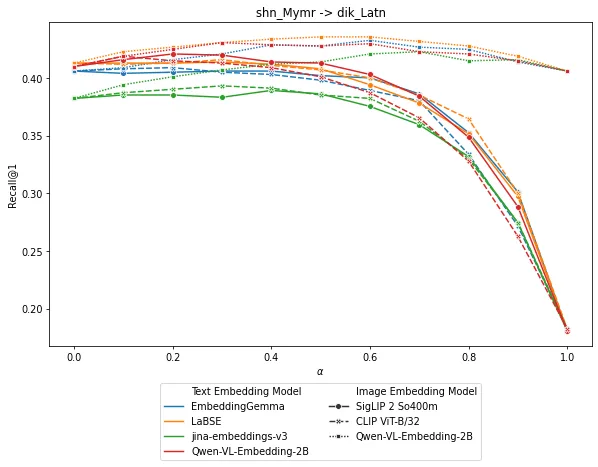 shn_Mymr -> dik_Latn
Recall@1
0.40
0.35
0.30
0.25
0.20
0.0 0.2 0.4 0.6 0.8 1.0
α
Text Embedding Model Image Embedding Model
EmbeddingGemma SigLIP 2 So400m
LaBSE CLIP ViT-B/32
jina-embeddings-v3 Qwen-VL-Embedding-2B
Qwen-VL-Embedding-2B